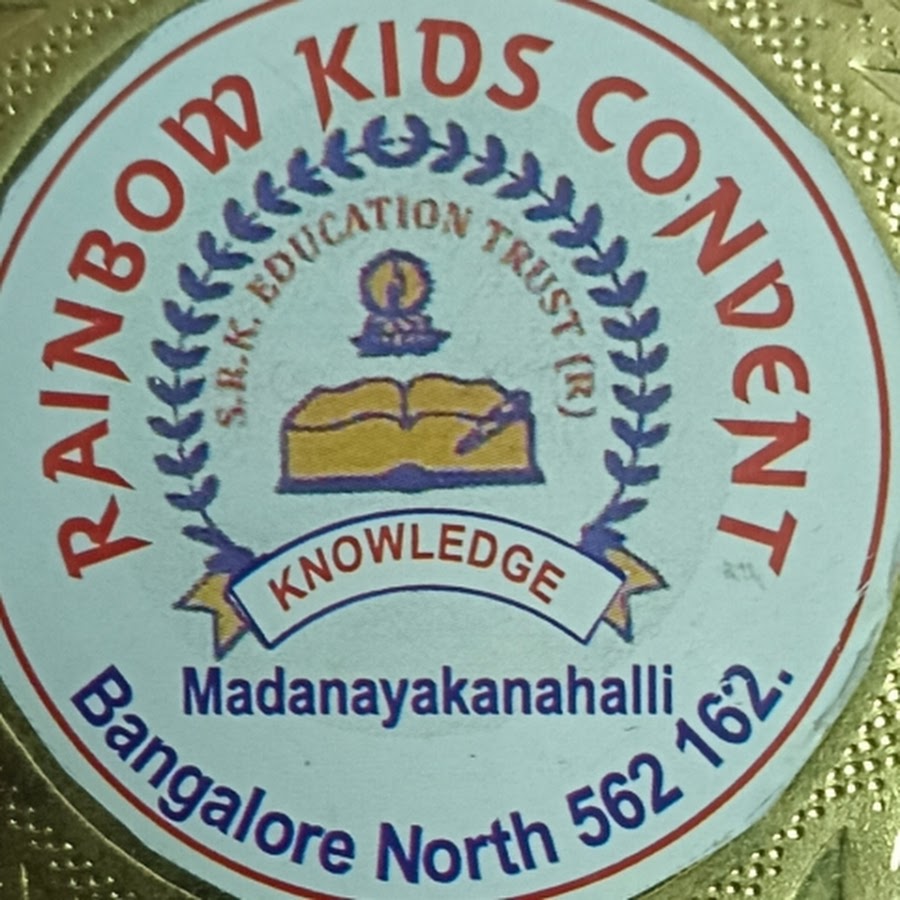 RAINBOW KIDS CONDENT
S.R.K. EDUCATION TRUST (R)
KNOWLEDGE
Madanayakanahalli
Bangalore North 562 162.